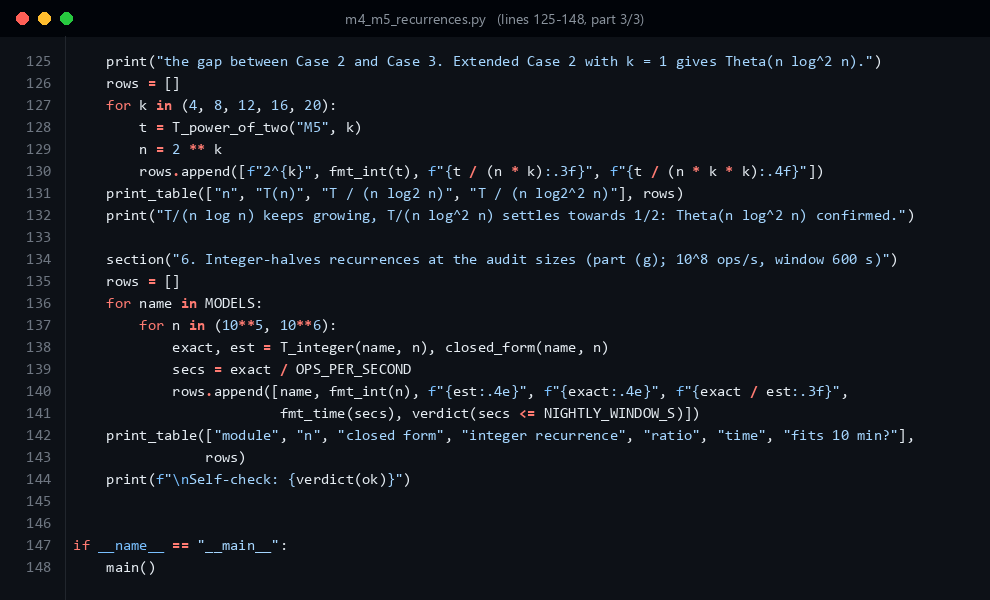 m4_m5_recurrences.py (lines 125-148, part 3/3)
125     print("the gap between Case 2 and Case 3. Extended Case 2 with k = 1 gives Theta(n log^2 n).")
126     rows = []
127     for k in (4, 8, 12, 16, 20):
128         t = T_power_of_two("M5", k)
129         n = 2 ** k
130         rows.append([f"2^{k}", fmt_int(t), f"{t / (n * k):.3f}", f"{t / (n * k * k):.4f}"])
131     print_table(["n", "T(n)", "T / (n log2 n)", "T / (n log2^2 n)"], rows)
132     print("T/(n log n) keeps growing, T/(n log^2 n) settles towards 1/2: Theta(n log^2 n) confirmed.")
133
134     section("6. Integer-halves recurrences at the audit sizes (part (g); 10^8 ops/s, window 600 s)")
135     rows = []
136     for name in MODELS:
137         for n in (10**5, 10**6):
138             exact, est = T_integer(name, n), closed_form(name, n)
139             secs = exact / OPS_PER_SECOND
140             rows.append([name, fmt_int(n), f"{est:.4e}", f"{exact:.4e}", f"{exact / est:.3f}",
141                          fmt_time(secs), verdict(secs <= NIGHTLY_WINDOW_S)])
142     print_table(["module", "n", "closed form", "integer recurrence", "ratio", "time", "fits 10 min?"],
143                 rows)
144     print(f"\nSelf-check: {verdict(ok)}")
145
146
147 if __name__ == "__main__":
148     main()